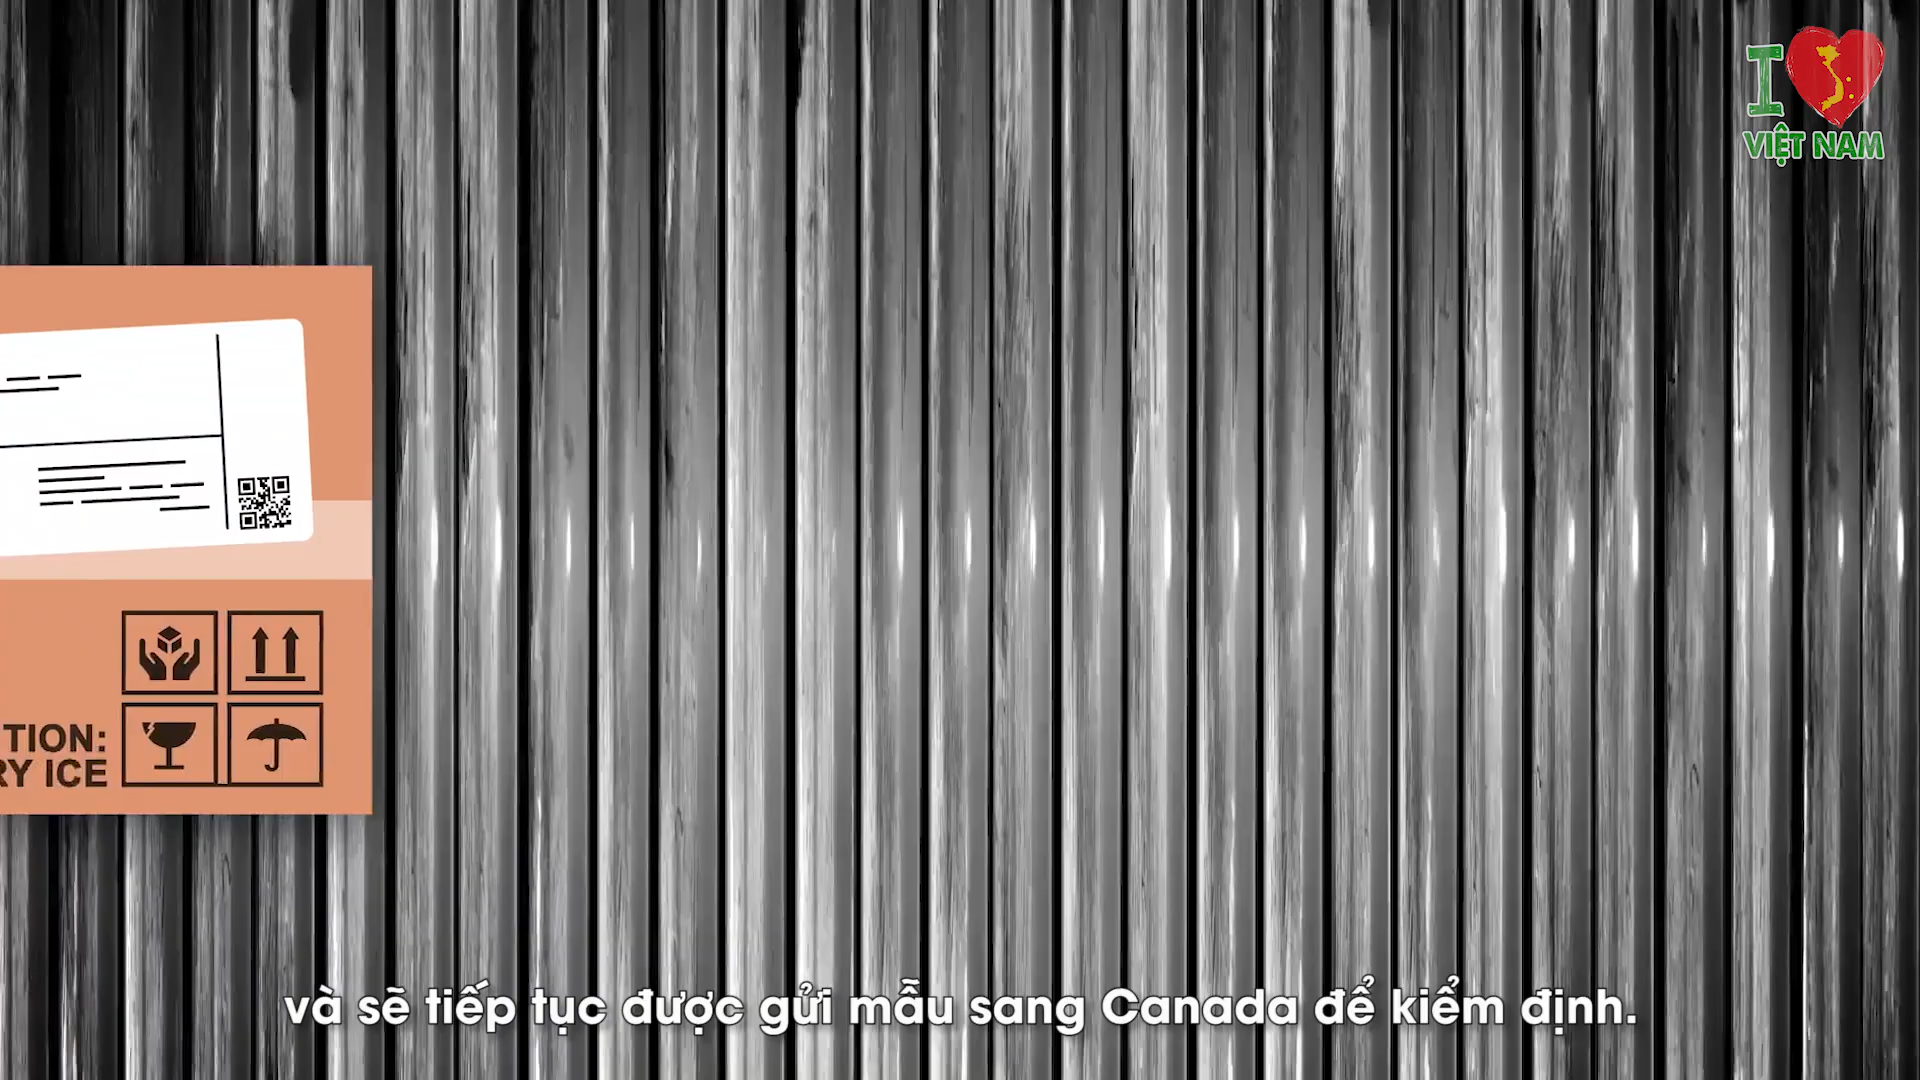 I
VIỆT NAM
TION:
RY ICE
và sẽ tiếp tục được gửi mẫu sang Canada để kiểm định.